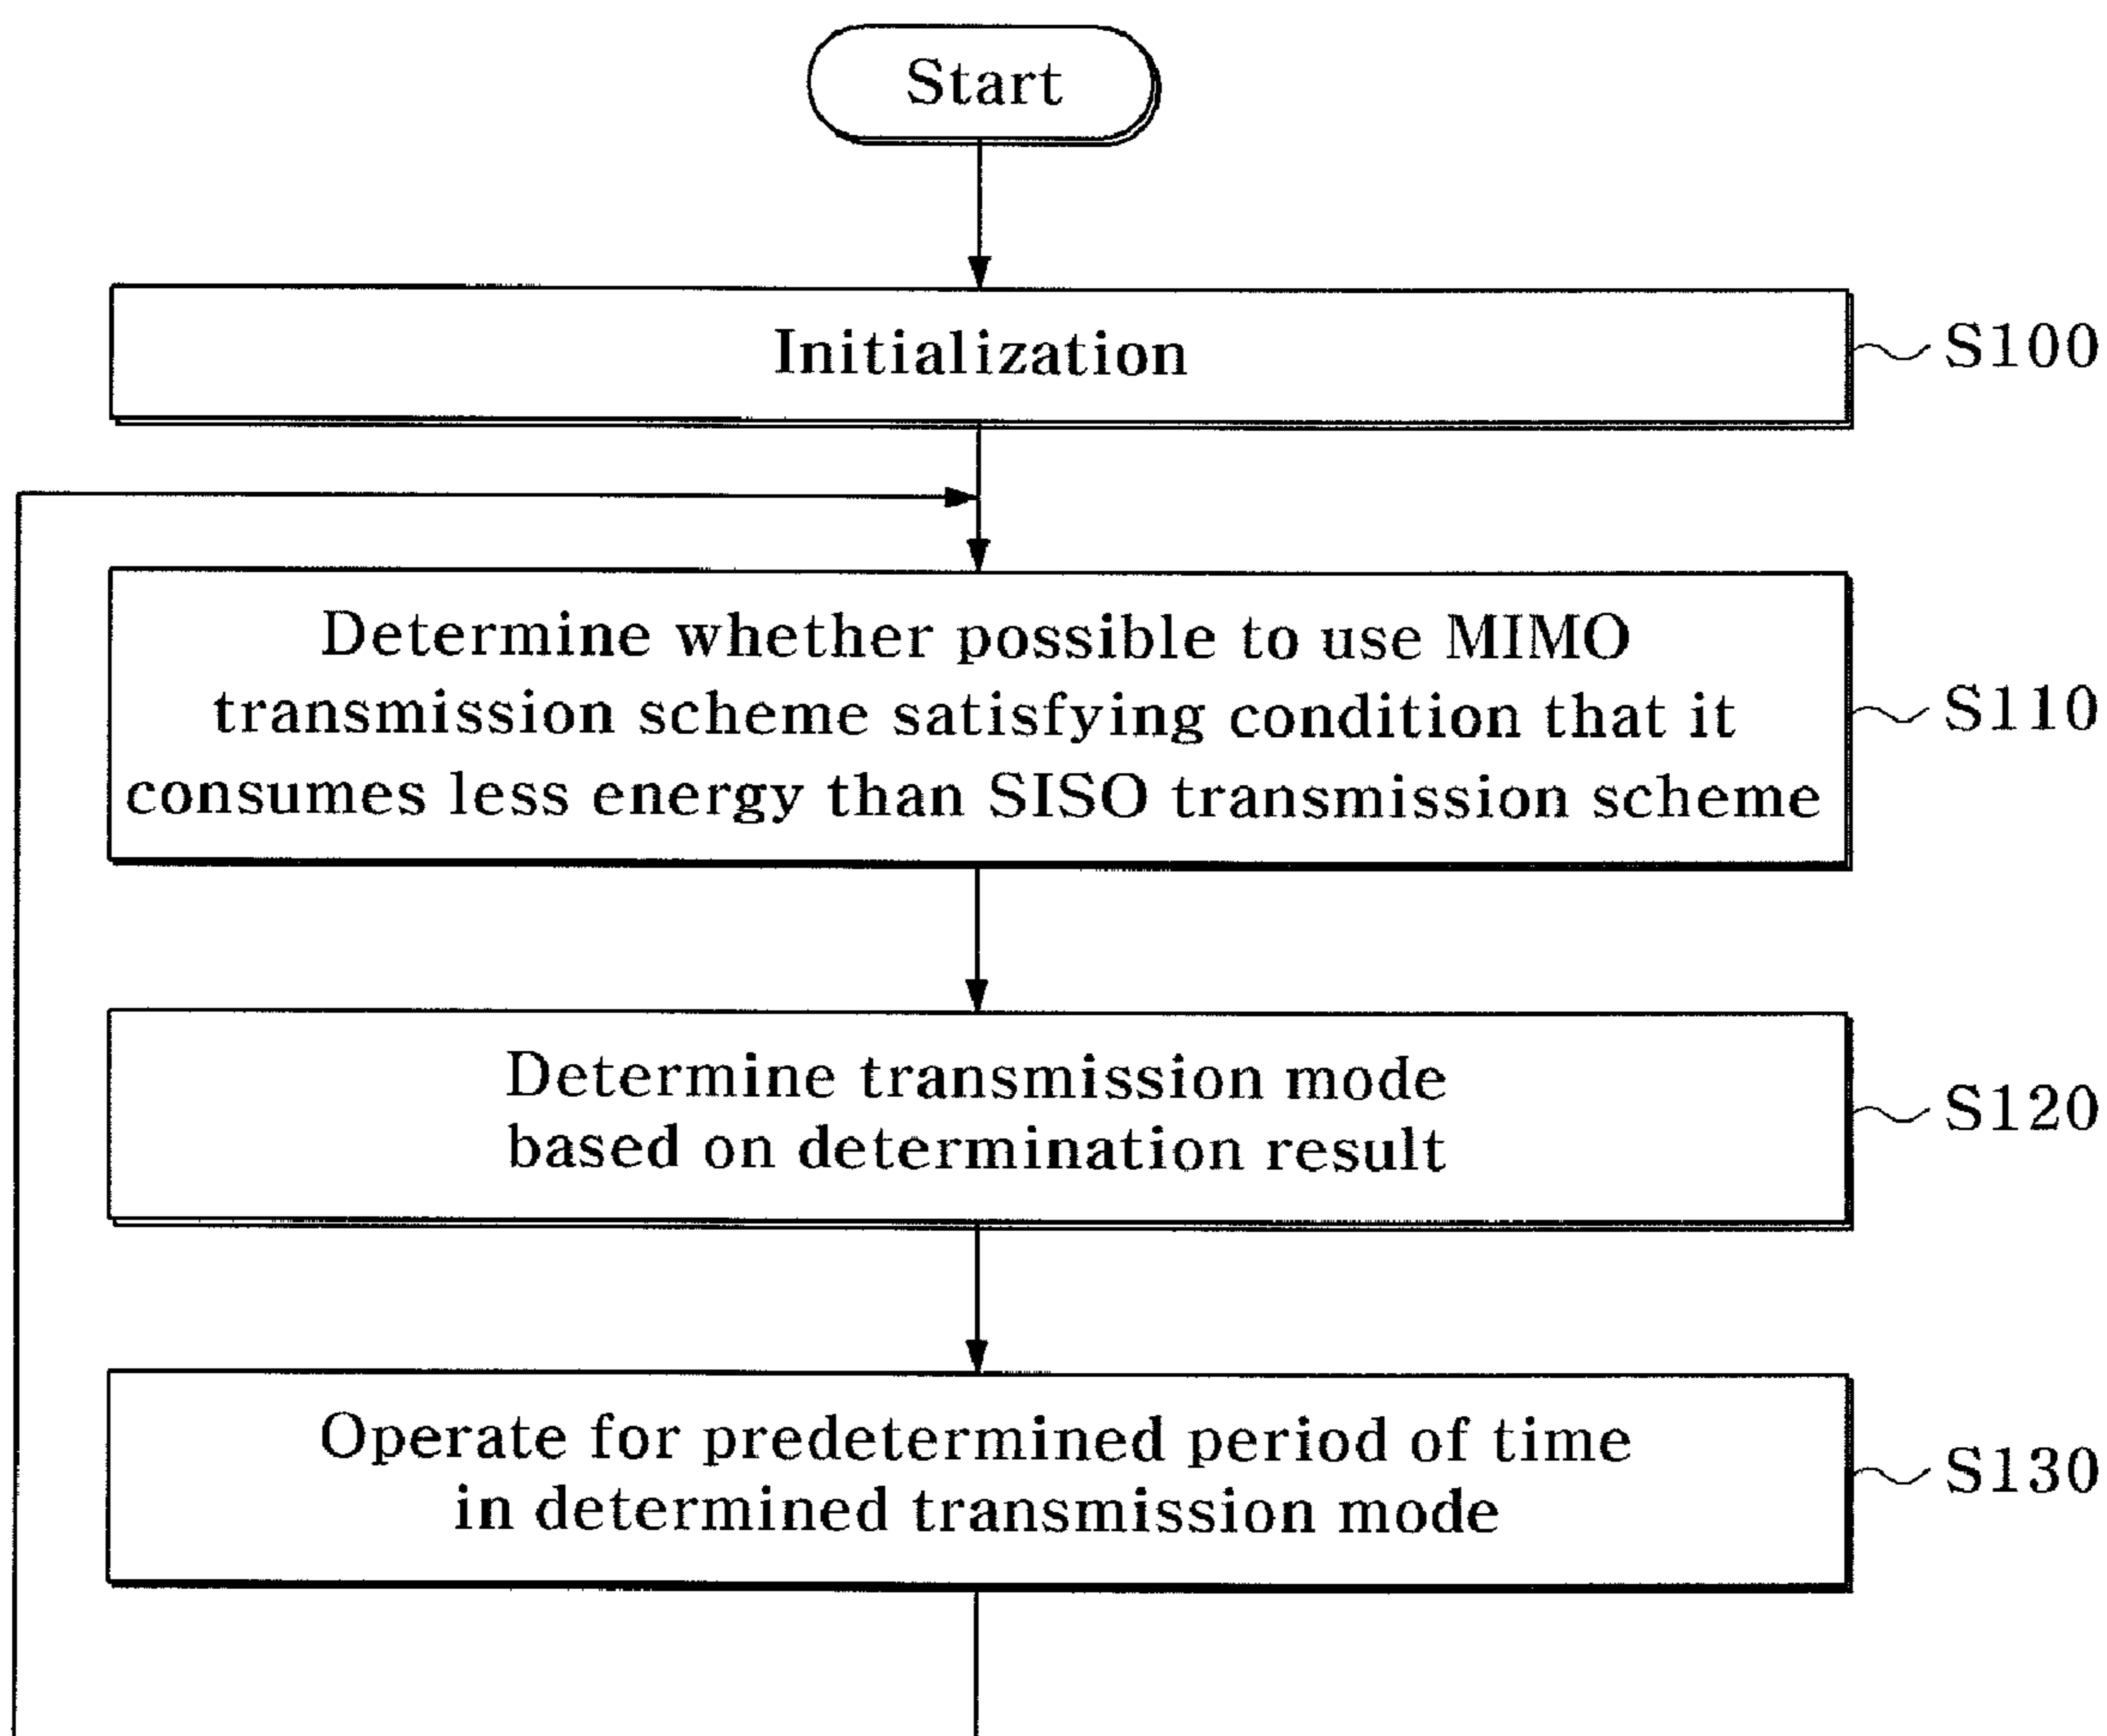 Start
Initialization
S100
Determine whether possible to use MIMO
transmission scheme satisfying condition that it
consumes less energy than SISO transmission scheme
S110
Determine transmission mode
based on determination result
S120
Operate for predetermined period of time
in determined transmission mode
S130